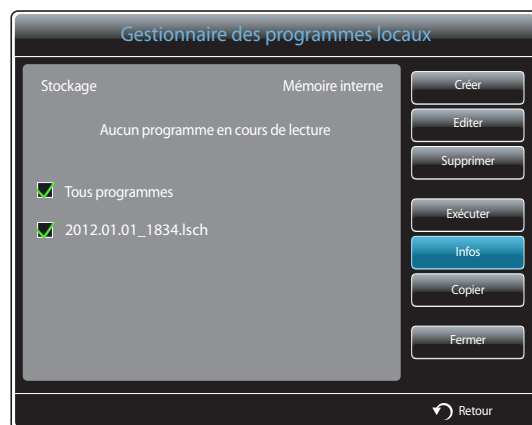 Gestionnaire des programmes locaux
Stockage Mémoire interne
Aucun programme en cours de lecture
Tous programmes
2012.01.01_1834.lsch
Créer
Editer
Supprimer
Exécuter
Infos
Copier
Fermer
Retour